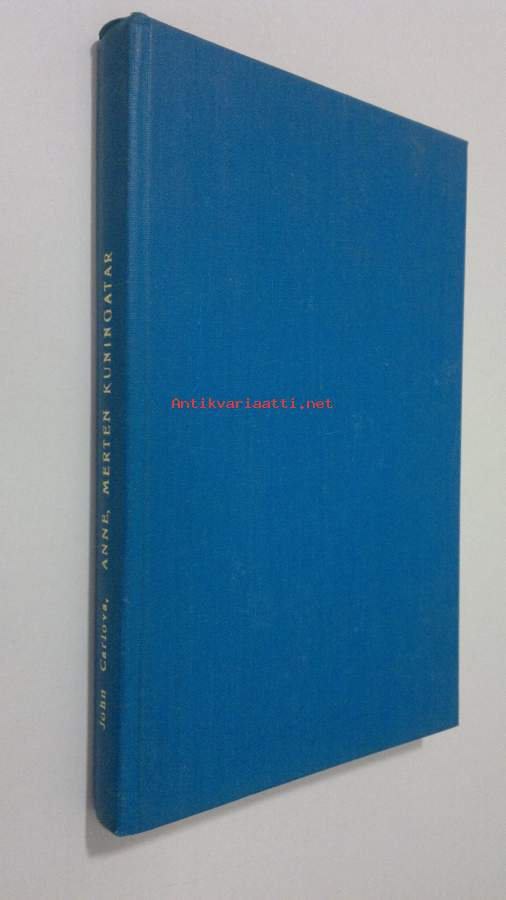 John Carlova, ANNE, MERTEN KUNINGATAR
Antikvariaatti.net